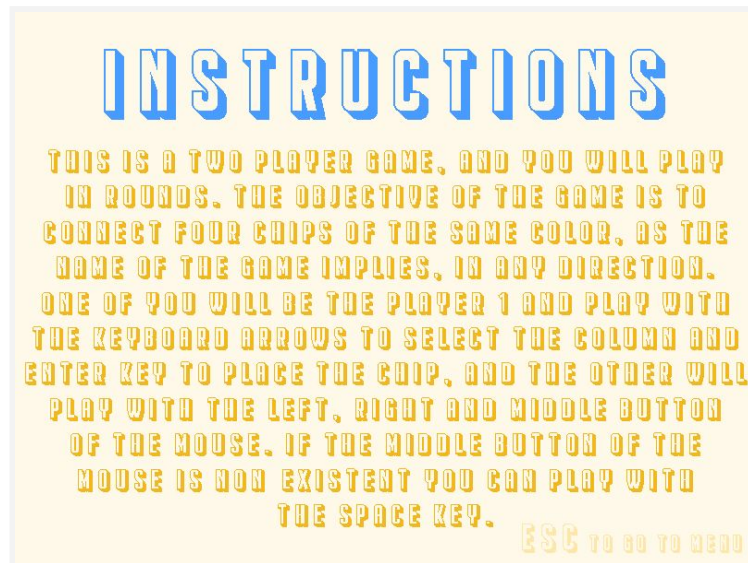 INSTRUCTIONS
THIS IS A TWO PLAYER GAME, AND YOU WILL PLAY
IN ROUNDS. THE OBJECTIVE OF THE GAME IS TO
CONNECT FOUR CHIPS OF THE SAME COLOR, AS THE
NAME OF THE GAME IMPLIES, IN ANY DIRECTION.
ONE OF YOU WILL BE THE PLAYER 1 AND PLAY WITH
THE KEYBOARD ARROWS TO SELECT THE COLUMN AND
ENTER KEY TO PLACE THE CHIP, AND THE OTHER WILL
PLAY WITH THE LEFT, RIGHT AND MIDDLE BUTTON
OF THE MOUSE. IF THE MIDDLE BUTTON OF THE
MOUSE IS NON EXISTENT YOU CAN PLAY WITH
THE SPACE KEY.
ESC TO GO TO MENU